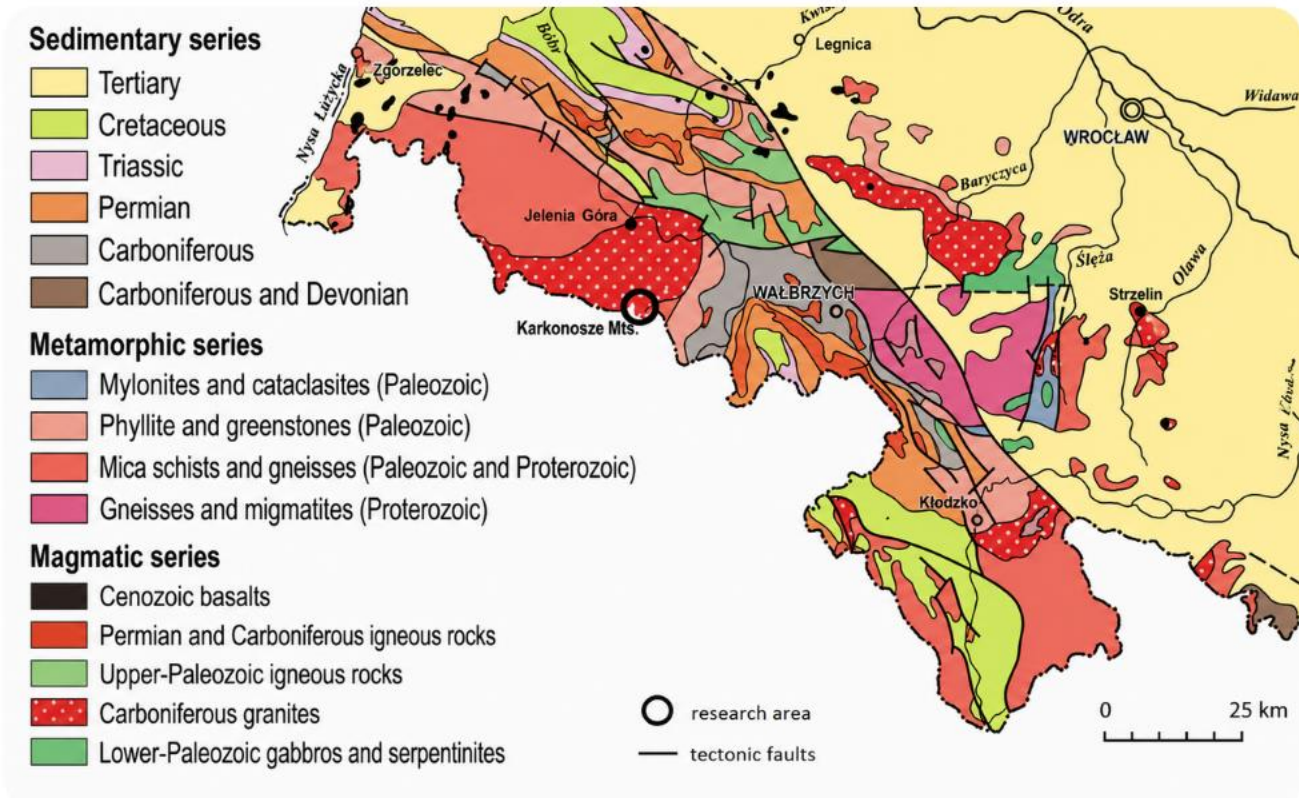 Sedimentary series
Tertiary
Cretaceous
Triassic
Permian
Carboniferous
Carboniferous and Devonian
Metamorphic series
Mylonites and cataclasites (Paleozoic)
Phyllite and greenstones (Paleozoic)
Mica schists and gneisses (Paleozoic and Proterozoic)
Gneisses and migmatites (Proterozoic)
Magmatic series
Cenozoic basalts
Permian and Carboniferous igneous rocks
Upper-Paleozoic igneous rocks
Carboniferous granites
Lower-Paleozoic gabbros and serpentinites
Nysa Łużycka
Zgorzelec
Bóbr
Legnica
Odra
Widawa
WROCŁAW
Baryczyca
Jelenia Góra
Ślęża
Oława
WAŁBRZYCH
Strzelin
Karkonosze Mts.
Nysa
Kłodzko
research area
tectonic faults
0 25 km